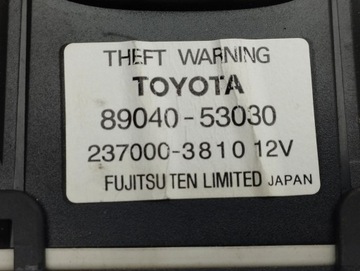 THEFT WARNING
TOYOTA
89040-53030
237000-3810 12V
FUJITSU TEN LIMITED JAPAN